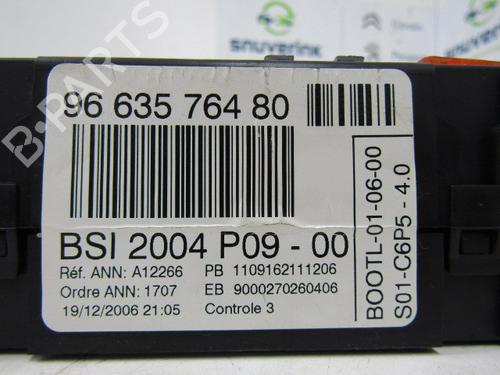 snuverink
96 635 764 80
BSI 2004 P09 - 00
Réf. ANN: A12266 PB 1109162111206
Ordre ANN: 1707 EB 9000270260406
19/12/2006 21:05 Controle 3
BOOTL-01-06-00
S01-C6P5 - 4.0
B-PARTS